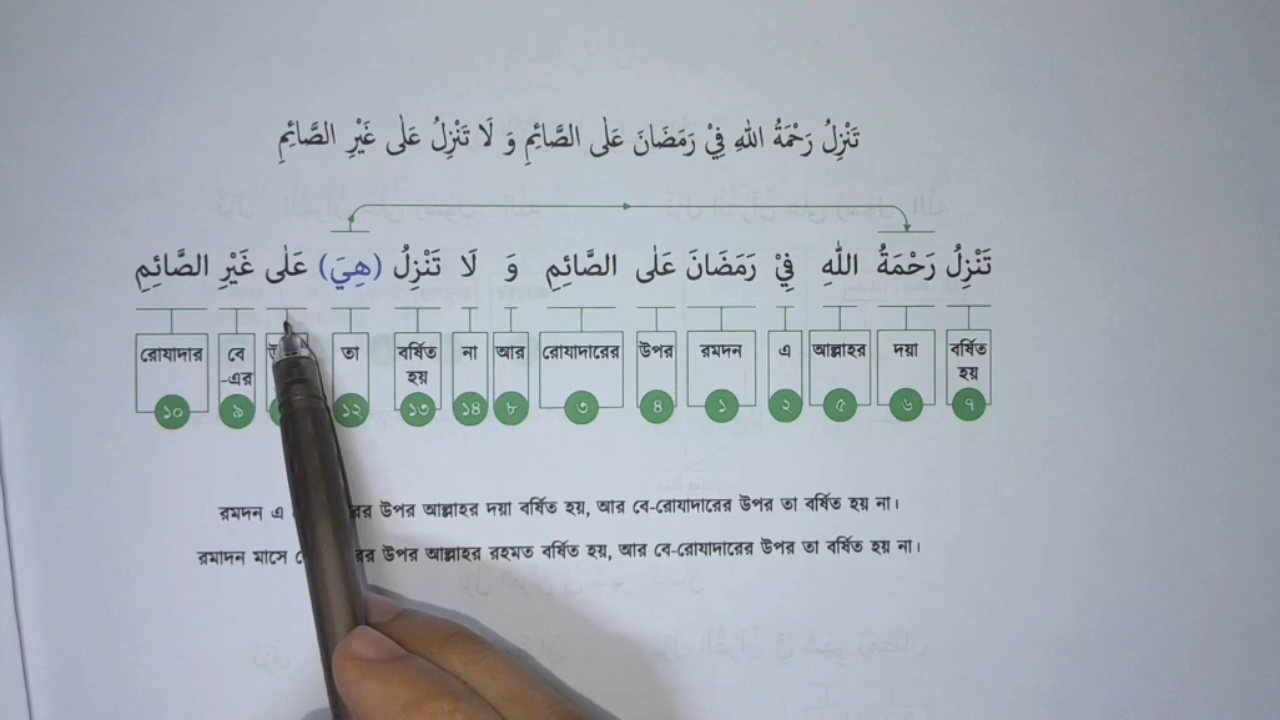 تَنْزِلُ رَحْمَةُ اللهِ فِيْ رَمَضَانَ عَلٰى الصَّائِمِ وَ لَا تَنْزِلُ عَلٰى غَيْرِ الصَّائِمِ
تَنْزِلُ رَحْمَةُ اللهِ فِيْ رَمَضَانَ عَلٰى الصَّائِمِ وَ لَا تَنْزِلُ (هِيَ) عَلٰى غَيْرِ الصَّائِمِ
রোযাদার বে তা বর্ষিত না আর রোযাদারের উপর রমদন এ আল্লাহর দয়া বর্ষিত
-এর হয় হয়
১০ ৯ ১২ ১৩ ১৪ ৮ ৩ ৪ ১ ২ ৫ ৬ ৭
রমদন এ উপর আল্লাহর দয়া বর্ষিত হয়, আর বে-রোযাদারের উপর তা বর্ষিত হয় না।
রমাদন মাসে উপর আল্লাহর রহমত বর্ষিত হয়, আর বে-রোযাদারের উপর তা বর্ষিত হয় না।